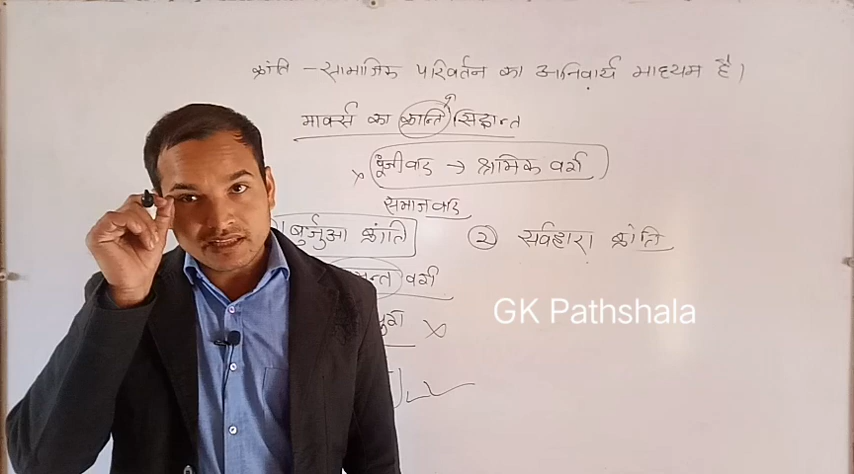 क्रांति - सामाजिक परिवर्तन का अनिवार्य माध्यम है।
मार्क्स का क्रान्ति सिद्धान्त
पूंजीवाद → श्रमिक वर्ग
समाजवाद
बुर्जुआ क्रांति
② सर्वहारा क्रांति
वर्ग
GK Pathshala